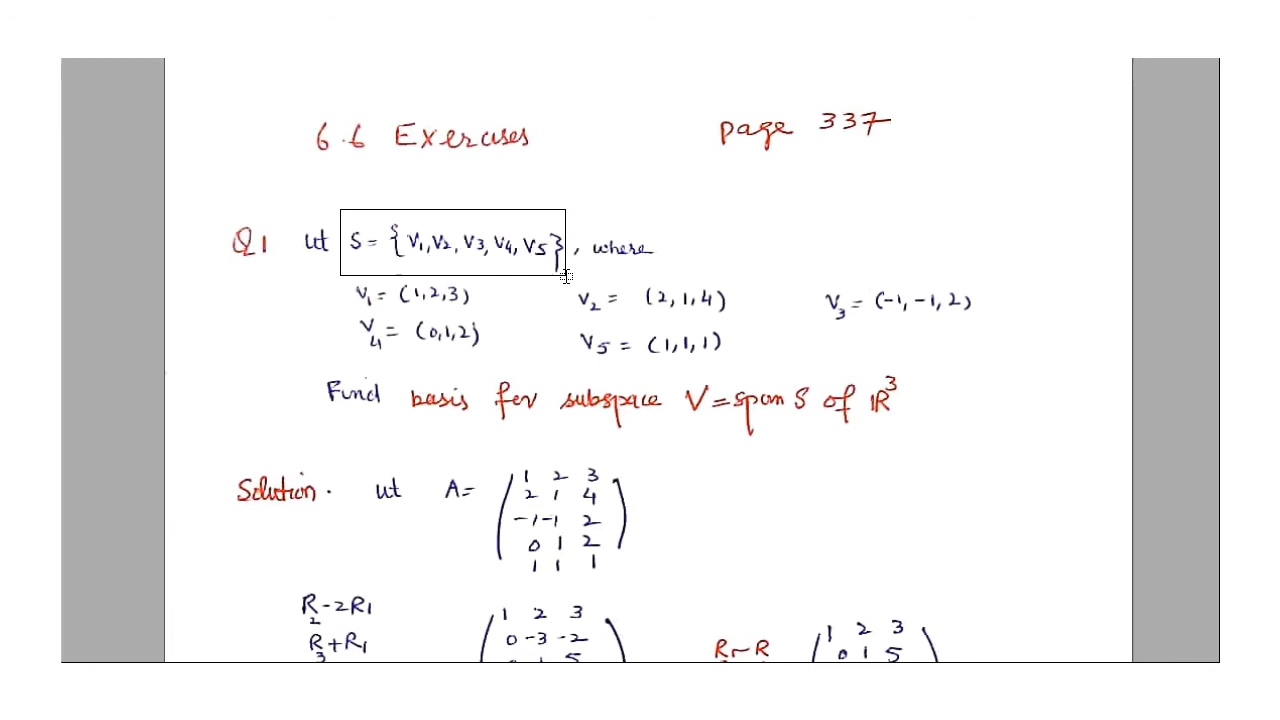 6.6 Exercises page 337
Q1 let S = {v1, v2, v3, v4, v5}, where
v1 = (1,2,3) v2 = (2,1,4) v3 = (-1,-1,2)
v4 = (0,1,2) v5 = (1,1,1)
Find basis for subspace V = span S of ℝ³
Solution. let A =
1 2 3
2 1 4
-1 -1 2
0 1 2
1 1 1
R2 - 2R1
R3 + R1
1 2 3
0 -3 -2
R ~ R
1 2 3
0 1 5